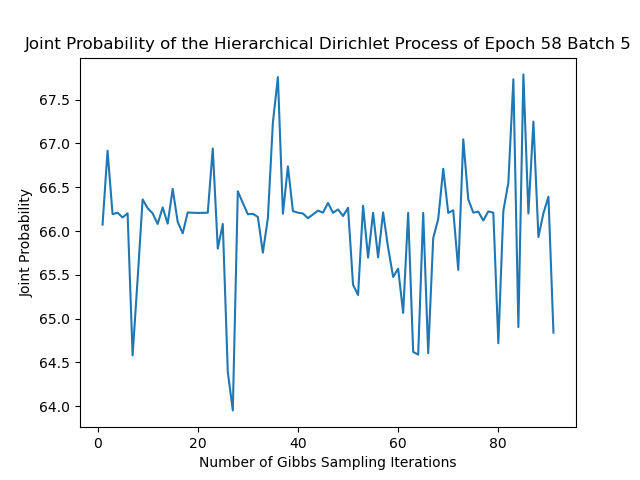 Joint Probability of the Hierarchical Dirichlet Process of Epoch 58 Batch 5
67.5
67.0
66.5
66.0
65.5
65.0
64.5
64.0
Joint Probability
0 20 40 60 80
Number of Gibbs Sampling Iterations